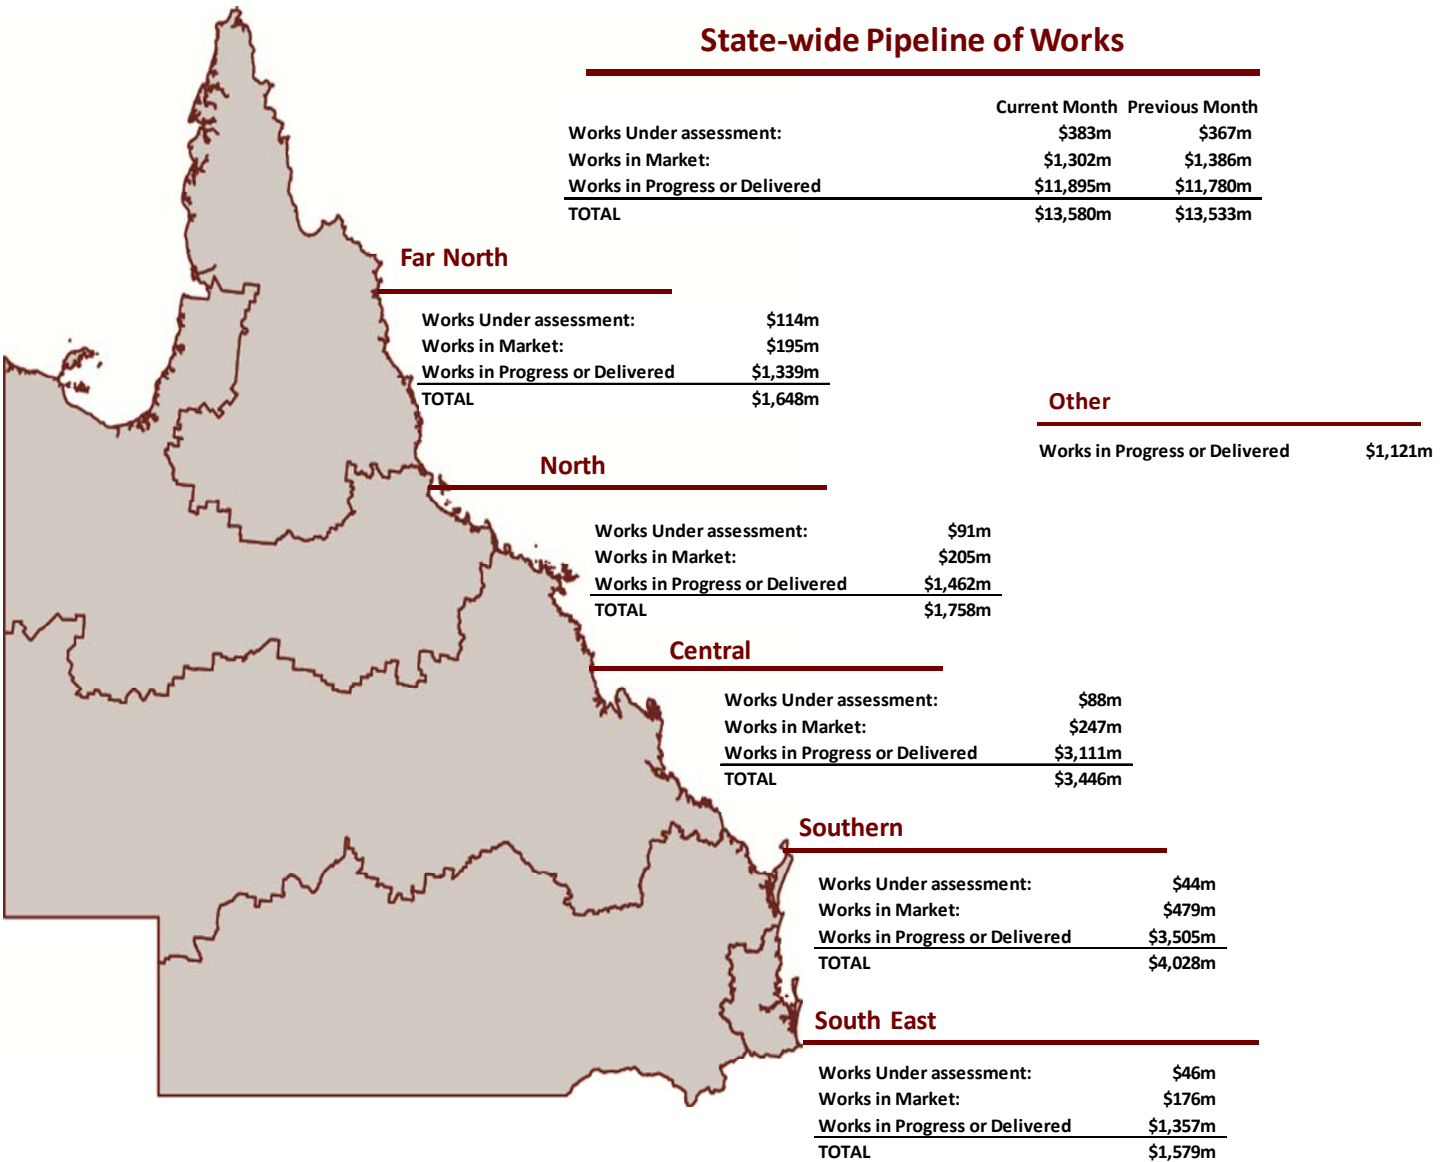 State-wide Pipeline of Works
Current Month Previous Month
Works Under assessment: $383m $367m
Works in Market: $1,302m $1,386m
Works in Progress or Delivered $11,895m $11,780m
TOTAL $13,580m $13,533m
Far North
Works Under assessment: $114m
Works in Market: $195m
Works in Progress or Delivered $1,339m
TOTAL $1,648m
Other
Works in Progress or Delivered $1,121m
North
Works Under assessment: $91m
Works in Market: $205m
Works in Progress or Delivered $1,462m
TOTAL $1,758m
Central
Works Under assessment: $88m
Works in Market: $247m
Works in Progress or Delivered $3,111m
TOTAL $3,446m
Southern
Works Under assessment: $44m
Works in Market: $479m
Works in Progress or Delivered $3,505m
TOTAL $4,028m
South East
Works Under assessment: $46m
Works in Market: $176m
Works in Progress or Delivered $1,357m
TOTAL $1,579m